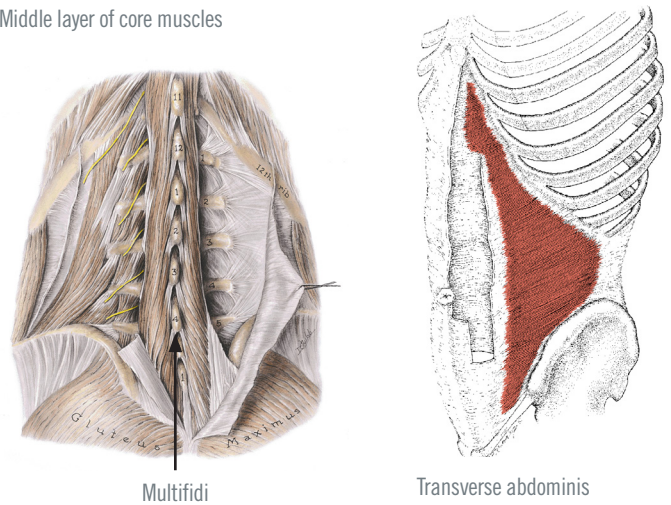 Middle layer of core muscles
11
12
12th rib
1
2
2
3
3
4
4
5
1
Gluteus
Maximus
Multifidi
Transverse abdominis